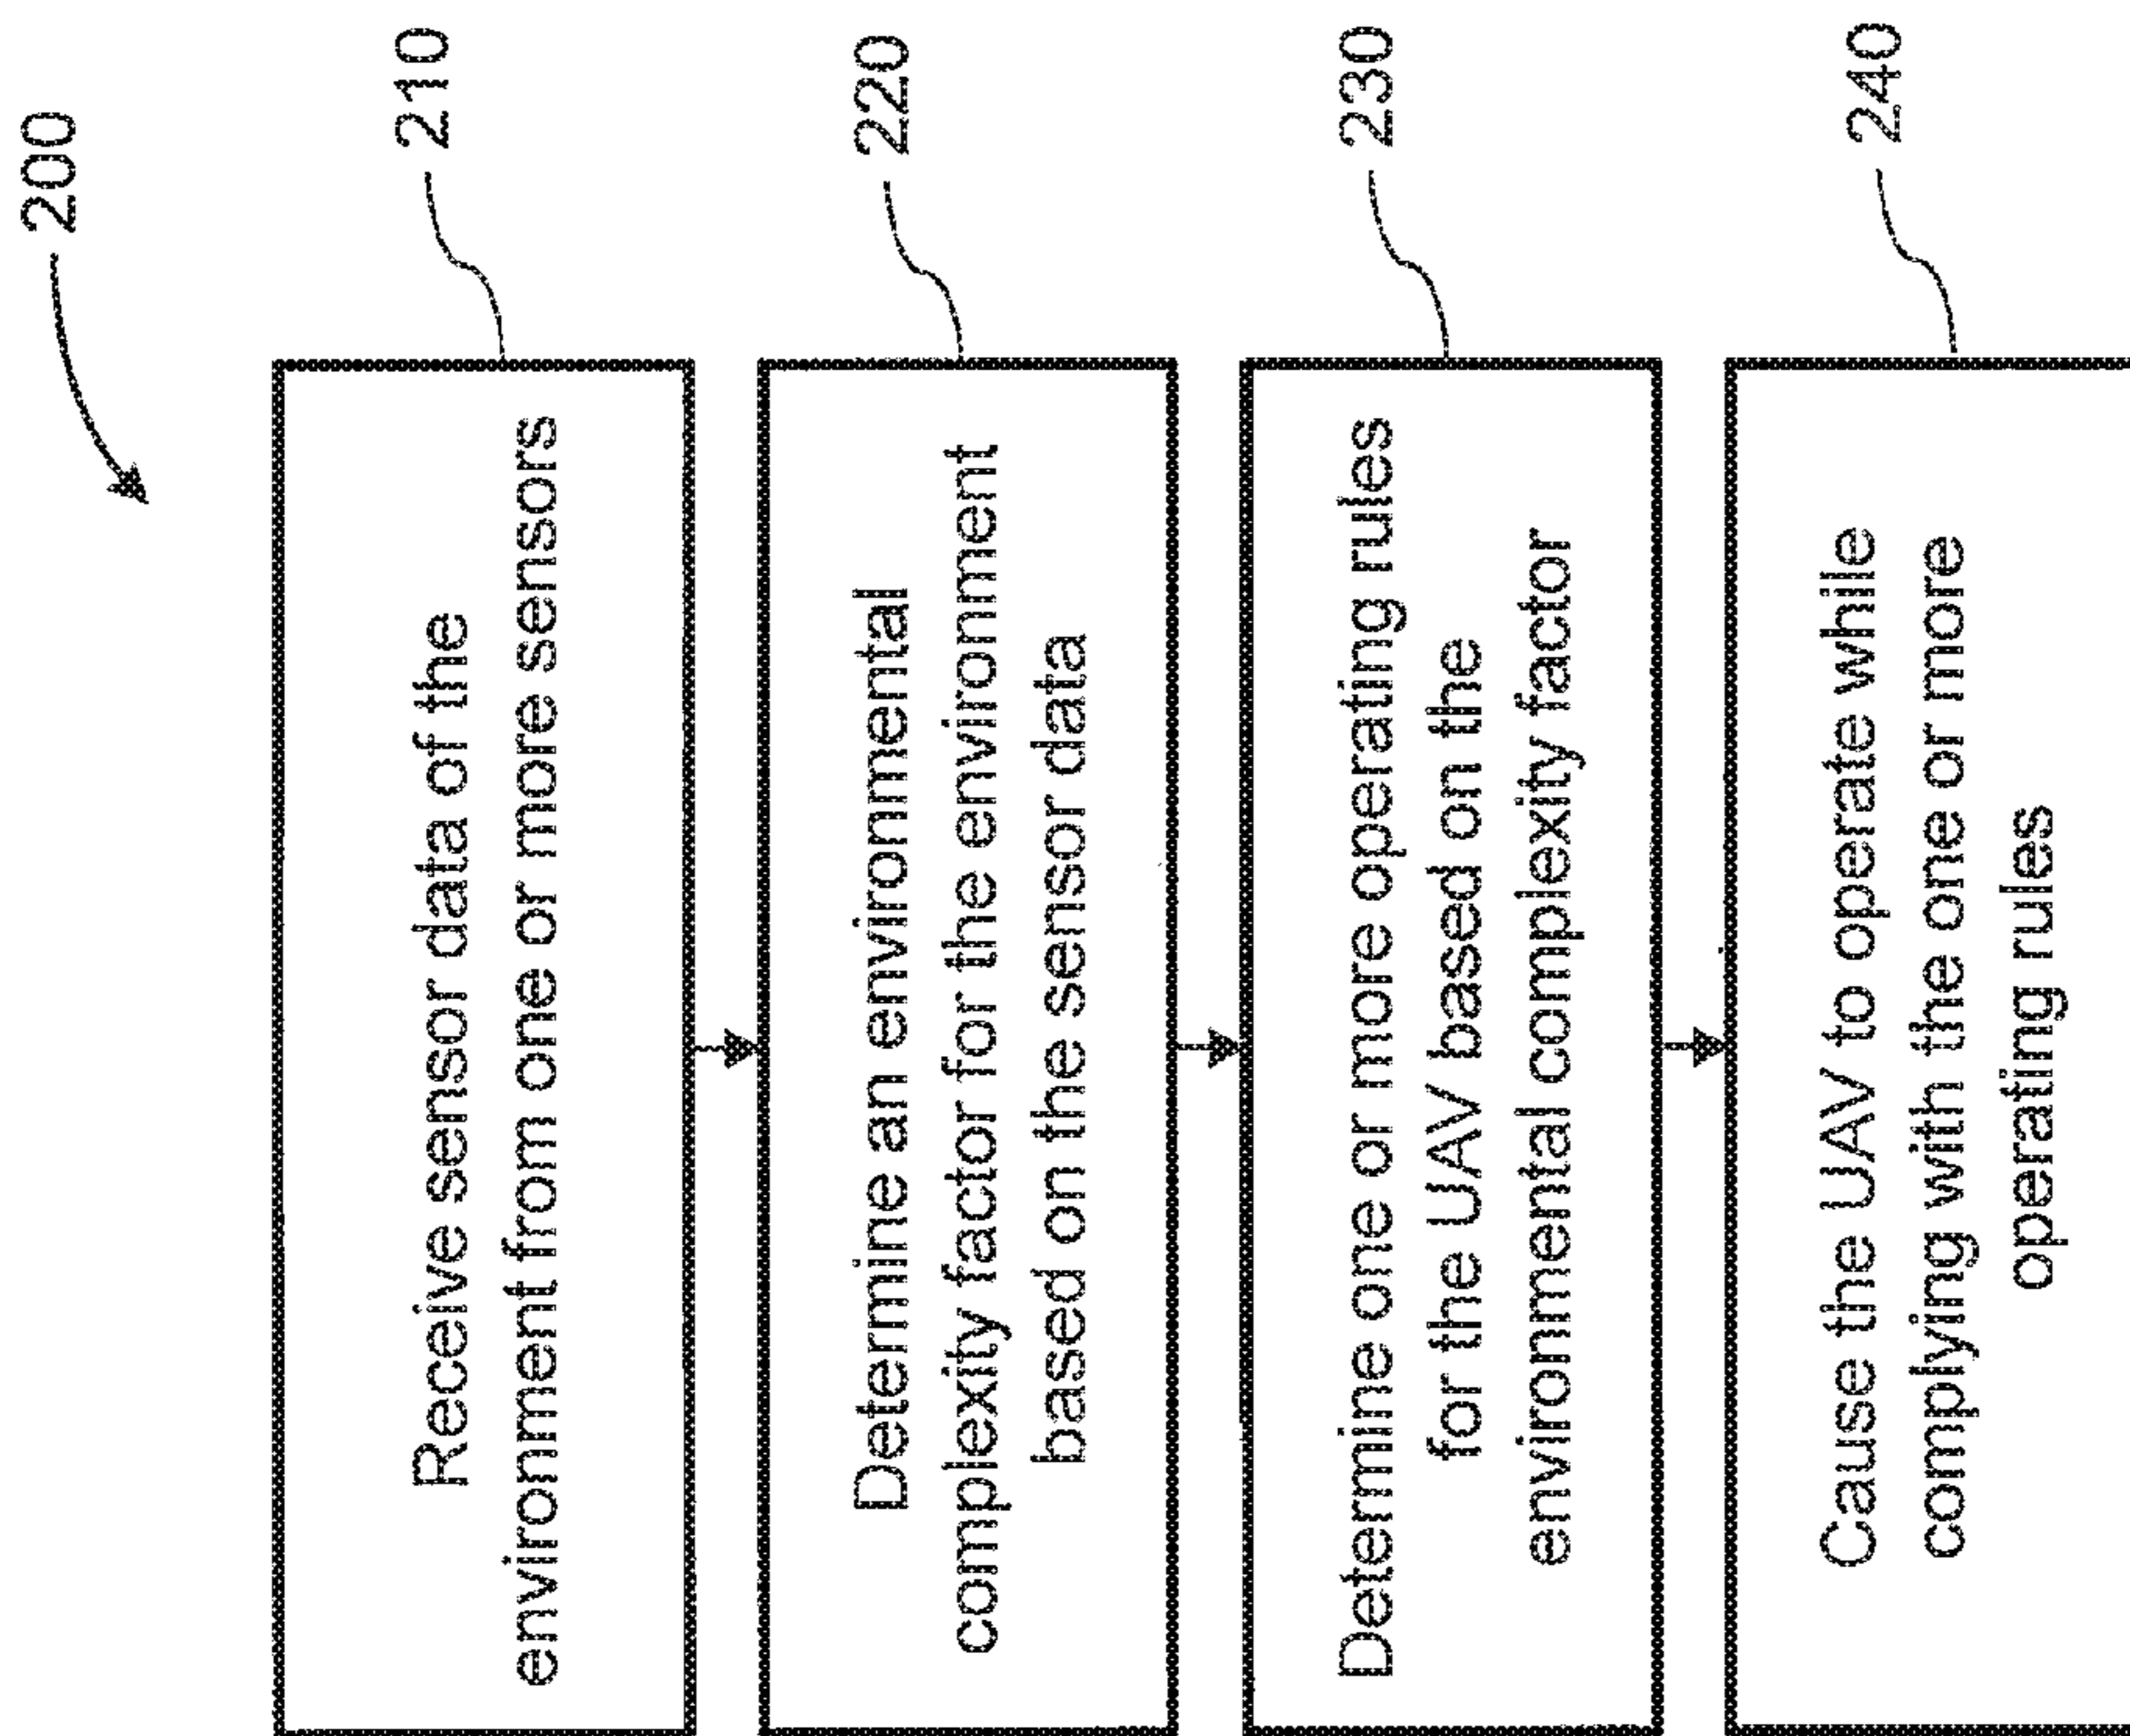 200
Receive sensor data of the
environment from one or more sensors
210
Determine an environmental
complexity factor for the environment
based on the sensor data
220
Determine one or more operating rules
for the UAV based on the
environmental complexity factor
230
Cause the UAV to operate while
complying with the one or more
operating rules
240